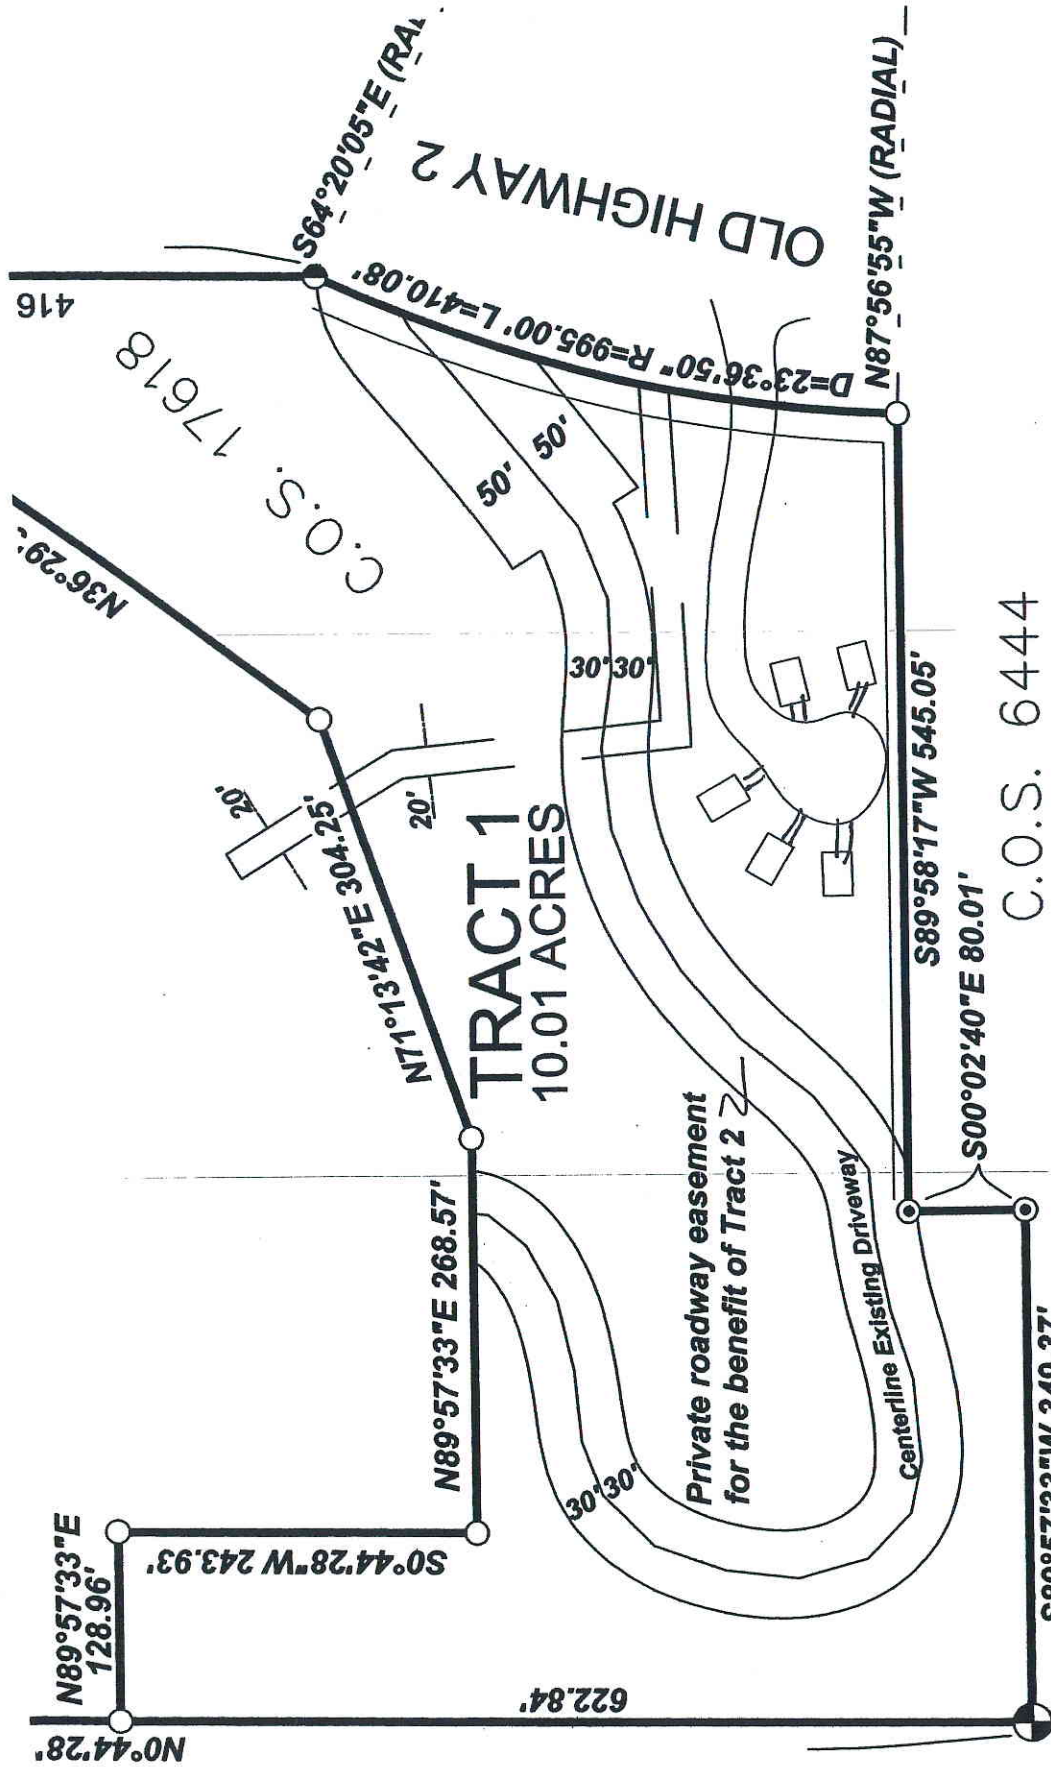 N0°44'28"
N89°57'33"E
128.96'
S0°44'28"W 243.93'
622.84'
N89°57'33"E 268.57'
N71°13'42"E 304.25'
N36°29'
20'
20'
TRACT 1
10.01 ACRES
C.O.S. 17618
416
S64°20'05"E
OLD HIGHWAY 2
D=23°36'50" R=995.00' L=410.08'
N87°56'55"W (RADIAL)
50'
50'
30'
30'
30'
30'
Private roadway easement
for the benefit of Tract 2
Centerline Existing Driveway
S89°58'17"W 545.05'
S00°02'40"E 80.01'
C.O.S. 6444